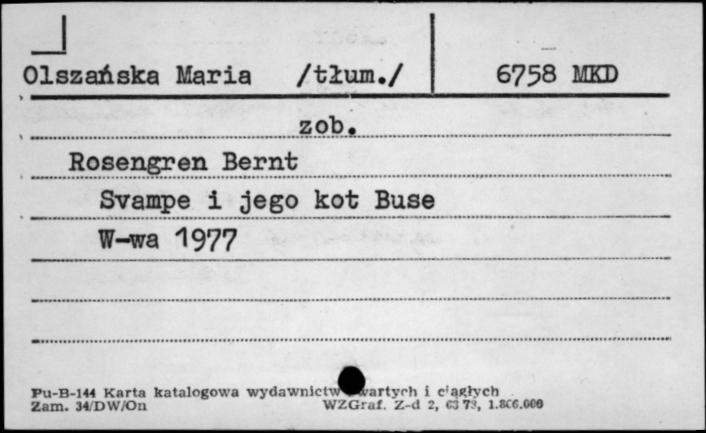 Olszańska Maria /tłum./ 6758 MKD
zob.
Rosengren Bernt
Svampe i jego kot Buse
W-wa 1977
Pu-B-144 Karta katalogowa wydawnictw zwartych i ciągłych
Zam. 34/DW/On WZGraf. Z-d 2,